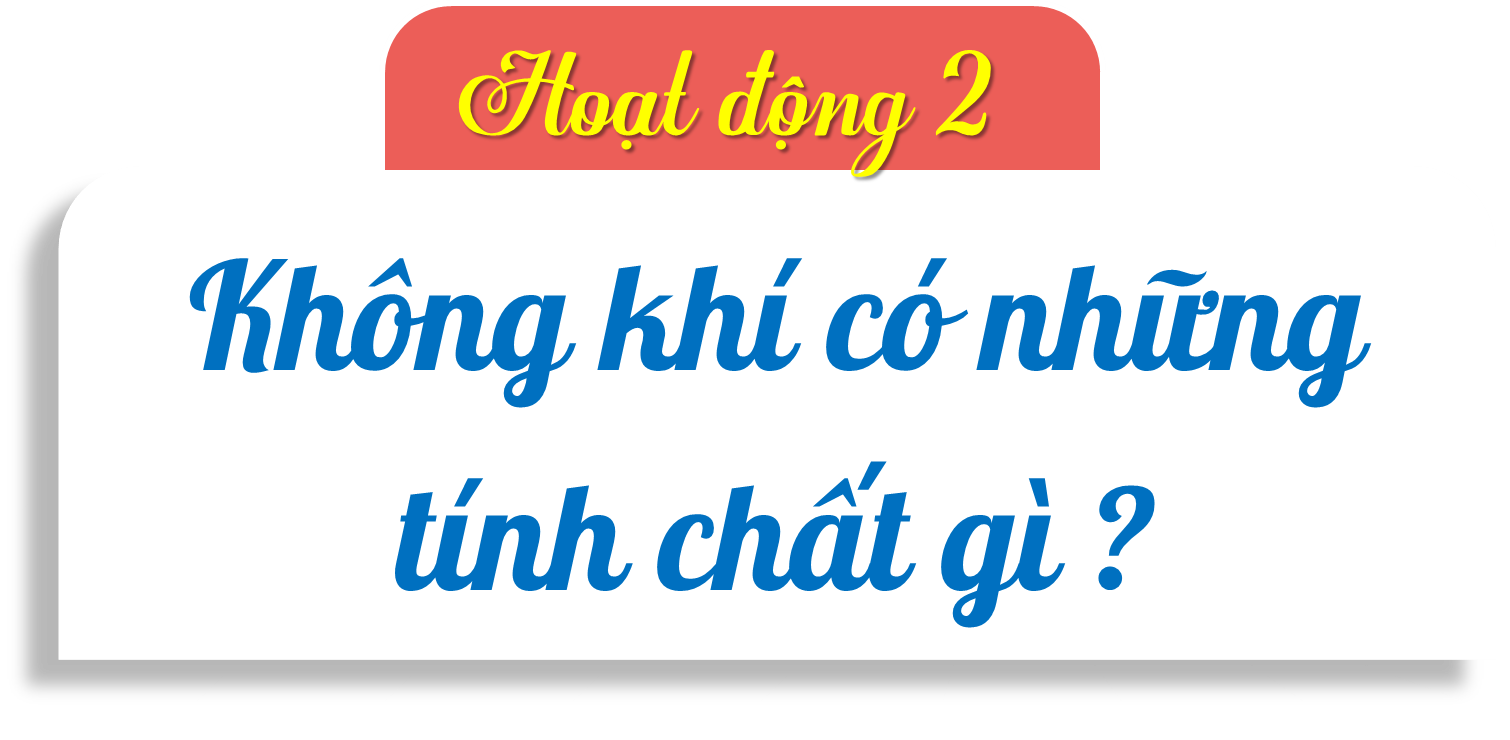 Hoạt động 2
Không khí có những
tính chất gì ?